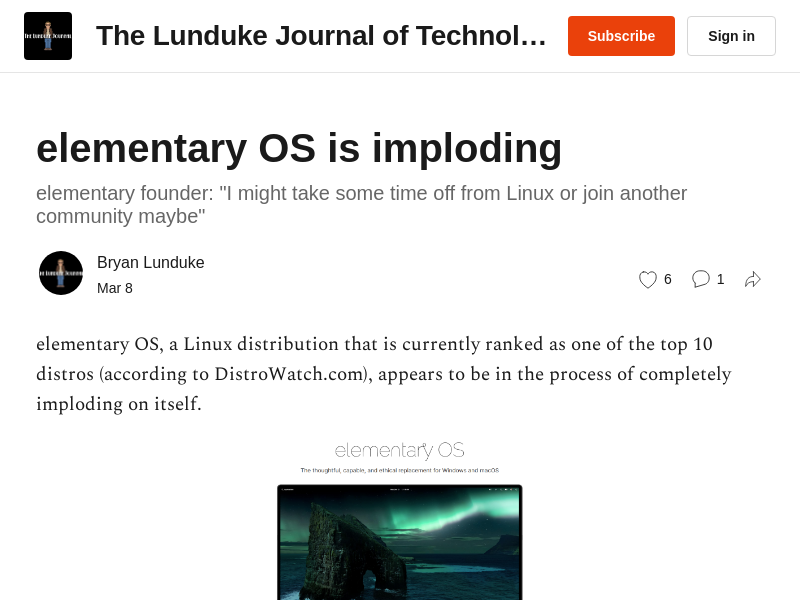 The Lunduke Journal of Technol...
Subscribe
Sign in
elementary OS is imploding
elementary founder: "I might take some time off from Linux or join another
community maybe"
Bryan Lunduke
Mar 8
6
1
elementary OS, a Linux distribution that is currently ranked as one of the top 10
distros (according to DistroWatch.com), appears to be in the process of completely
imploding on itself.
elementary OS
The thoughtful, capable, and ethical replacement for Windows and macOS